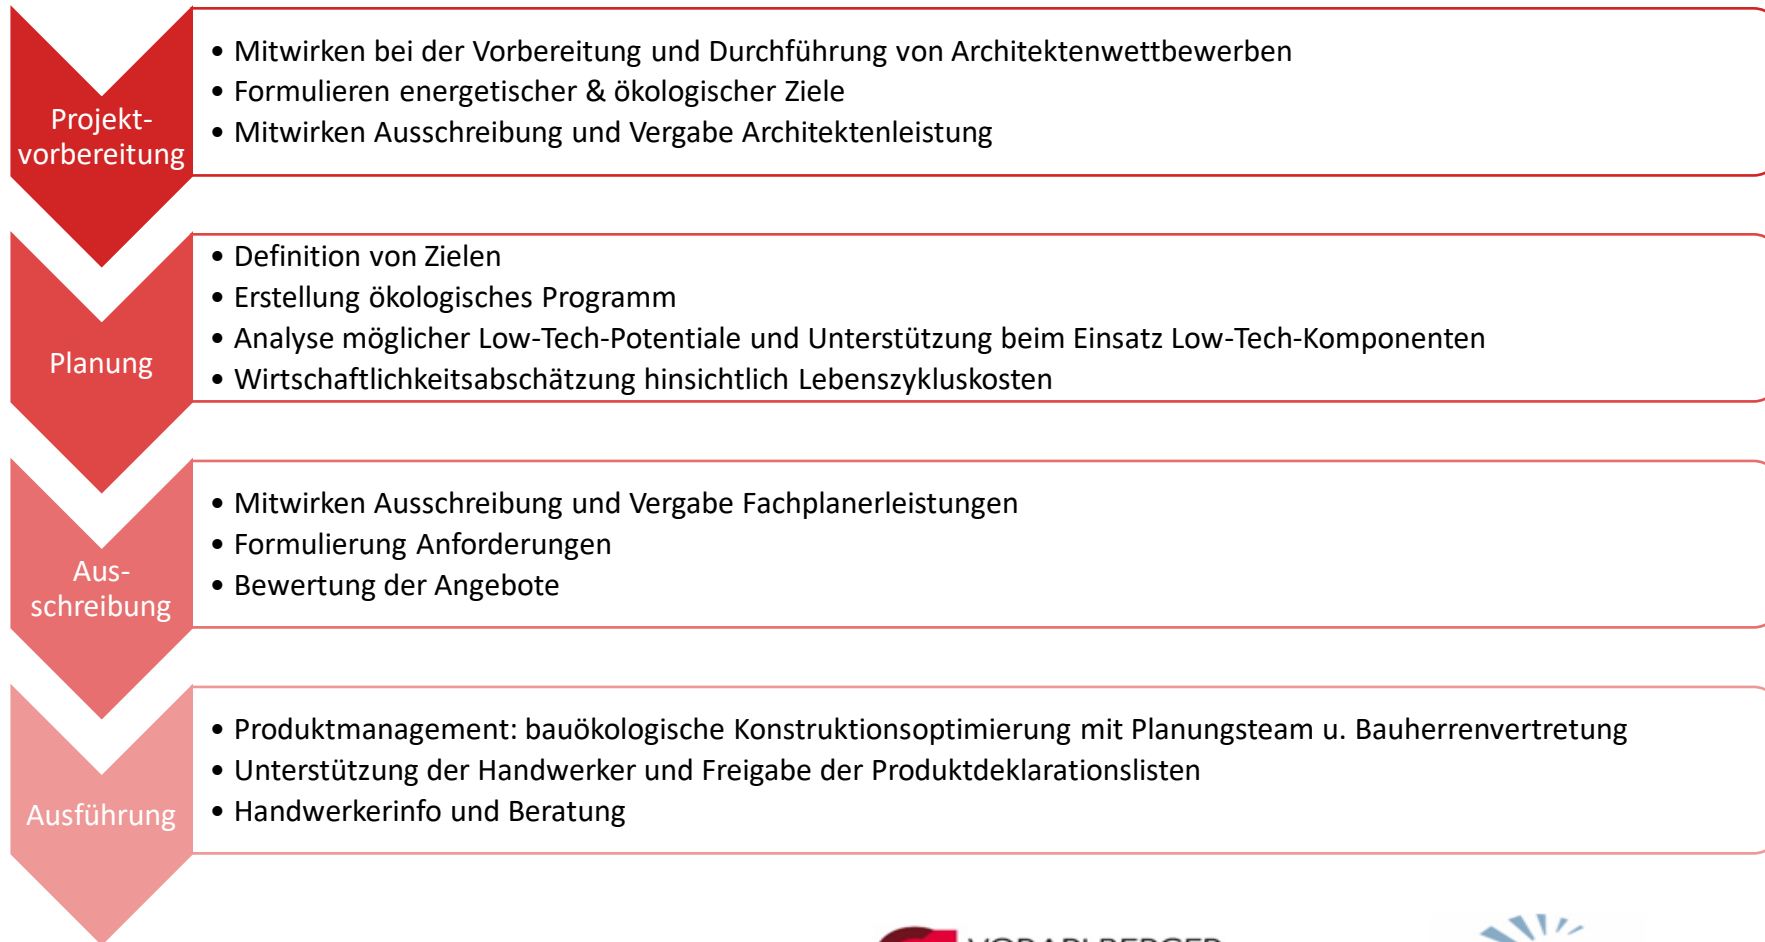 Projekt-
vorbereitung
• Mitwirken bei der Vorbereitung und Durchführung von Architektenwettbewerben
• Formulieren energetischer & ökologischer Ziele
• Mitwirken Ausschreibung und Vergabe Architektenleistung
Planung
• Definition von Zielen
• Erstellung ökologisches Programm
• Analyse möglicher Low-Tech-Potentiale und Unterstützung beim Einsatz Low-Tech-Komponenten
• Wirtschaftlichkeitsabschätzung hinsichtlich Lebenszykluskosten
Aus-
schreibung
• Mitwirken Ausschreibung und Vergabe Fachplanerleistungen
• Formulierung Anforderungen
• Bewertung der Angebote
Ausführung
• Produktmanagement: bauökologische Konstruktionsoptimierung mit Planungsteam u. Bauherrenvertretung
• Unterstützung der Handwerker und Freigabe der Produktdeklarationslisten
• Handwerkerinfo und Beratung
VORARLBERGER